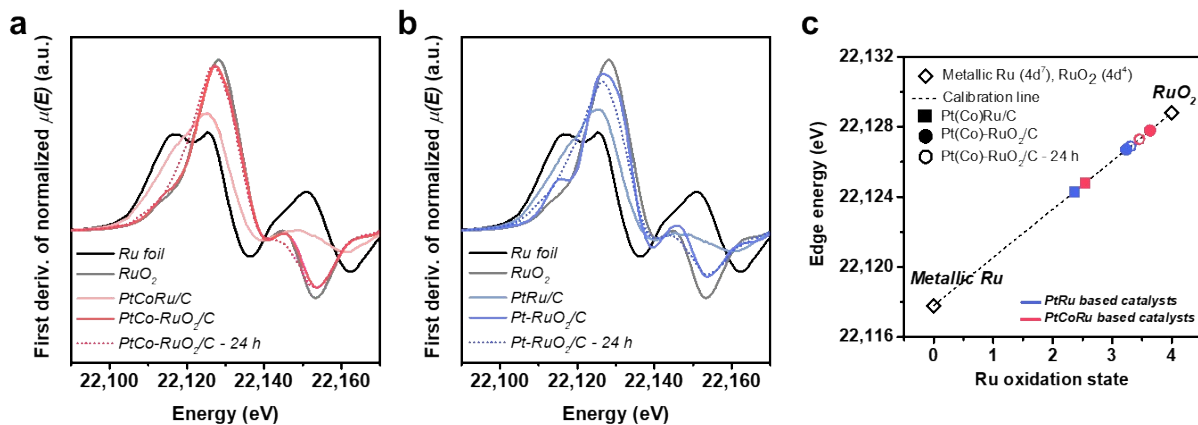 a
First deriv. of normalized μ(E) (a.u.)
Ru foil
RuO₂
PtCoRu/C
PtCo-RuO₂/C
PtCo-RuO₂/C - 24 h
22,100 22,120 22,140 22,160
Energy (eV)
b
First deriv. of normalized μ(E) (a.u.)
Ru foil
RuO₂
PtRu/C
Pt-RuO₂/C
Pt-RuO₂/C - 24 h
22,100 22,120 22,140 22,160
Energy (eV)
c
Edge energy (eV)
22,132
22,128
22,124
22,120
22,116
Metallic Ru (4d⁷), RuO₂ (4d⁴)
Calibration line
Pt(Co)Ru/C
Pt(Co)-RuO₂/C
Pt(Co)-RuO₂/C - 24 h
RuO₂
Metallic Ru
PtRu based catalysts
PtCoRu based catalysts
0 1 2 3 4
Ru oxidation state